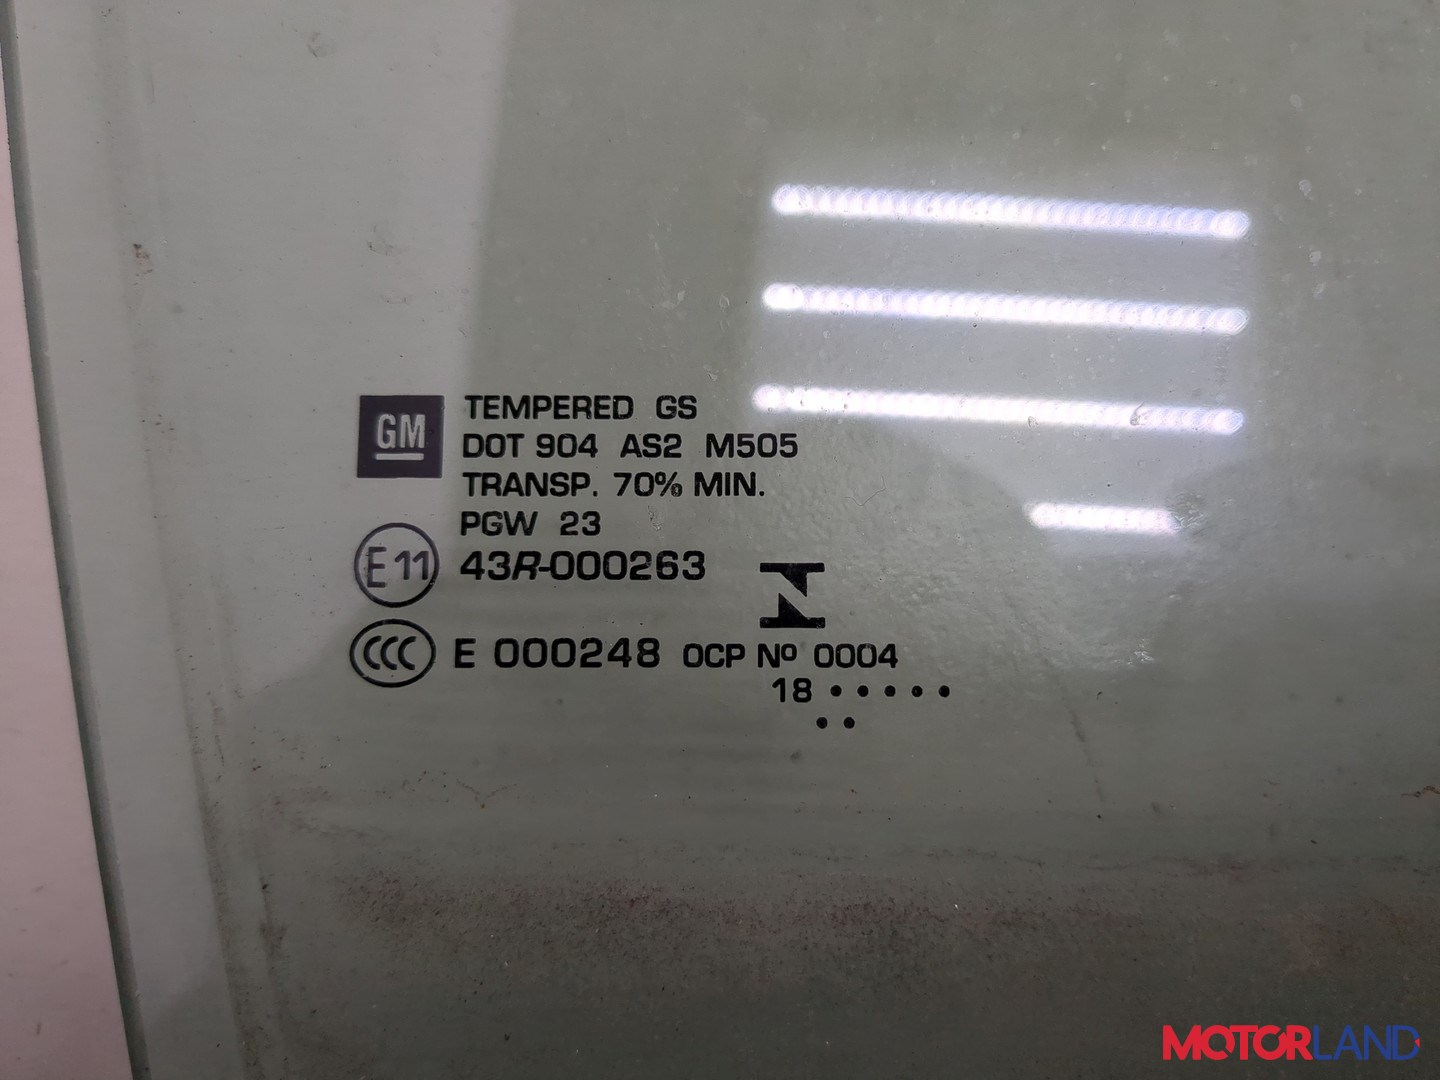 GM
TEMPERED GS
DOT 904 AS2 M505
TRANSP. 70% MIN.
PGW 23
E 11 43R-000263
CCC E 000248 OCP Nº 0004
18 • • • • •
• •
MOTORLAND